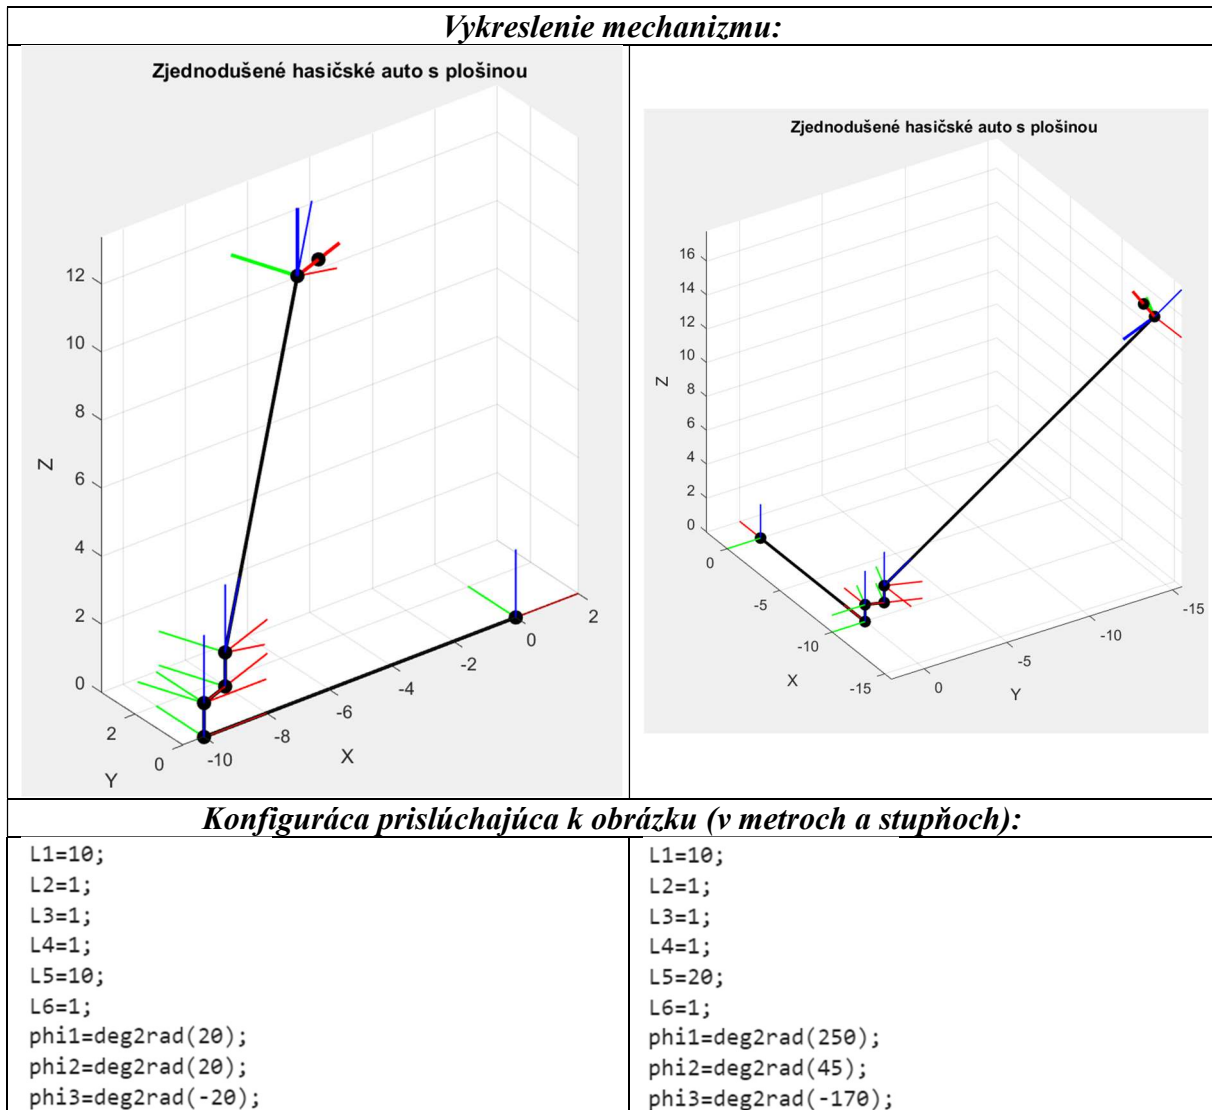 Vykreslenie mechanizmu:
Zjednodušené hasičské auto s plošinou
12
10
8
6
4
2
0
Z
2
0
Y
-10
-8
-6
-4
-2
0
2
X
Zjednodušené hasičské auto s plošinou
16
14
12
10
8
6
4
2
0
Z
0
-5
-10
-15
X
0
-5
-10
-15
Y
Konfiguráca prislúchajúca k obrázku (v metroch a stupňoch):
L1=10;
L2=1;
L3=1;
L4=1;
L5=10;
L6=1;
phi1=deg2rad(20);
phi2=deg2rad(20);
phi3=deg2rad(-20);
L1=10;
L2=1;
L3=1;
L4=1;
L5=20;
L6=1;
phi1=deg2rad(250);
phi2=deg2rad(45);
phi3=deg2rad(-170);